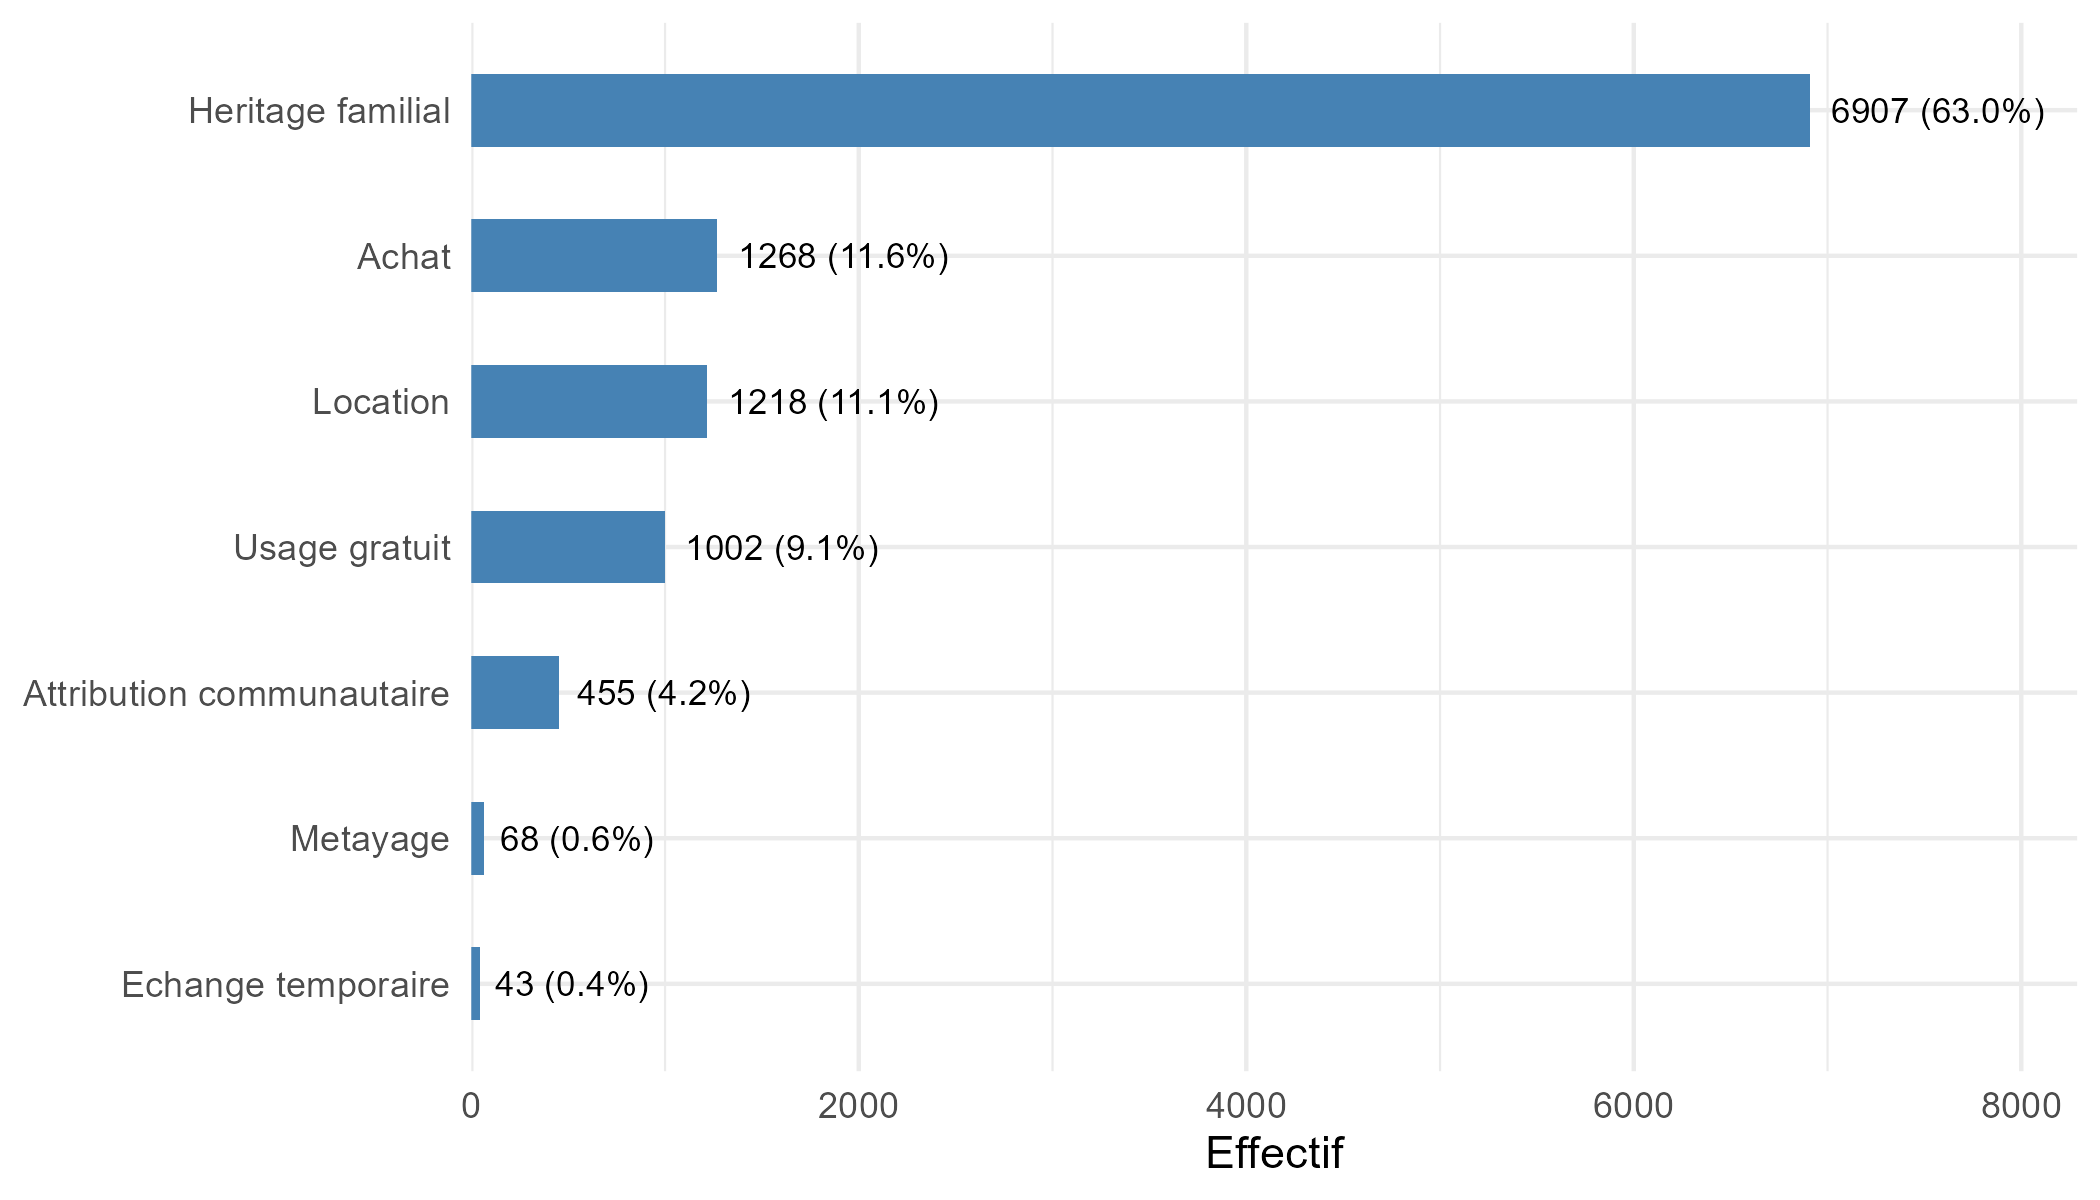 Heritage familial 6907 (63.0%)
Achat 1268 (11.6%)
Location 1218 (11.1%)
Usage gratuit 1002 (9.1%)
Attribution communautaire 455 (4.2%)
Metayage 68 (0.6%)
Echange temporaire 43 (0.4%)
0 2000 4000 6000 8000
Effectif